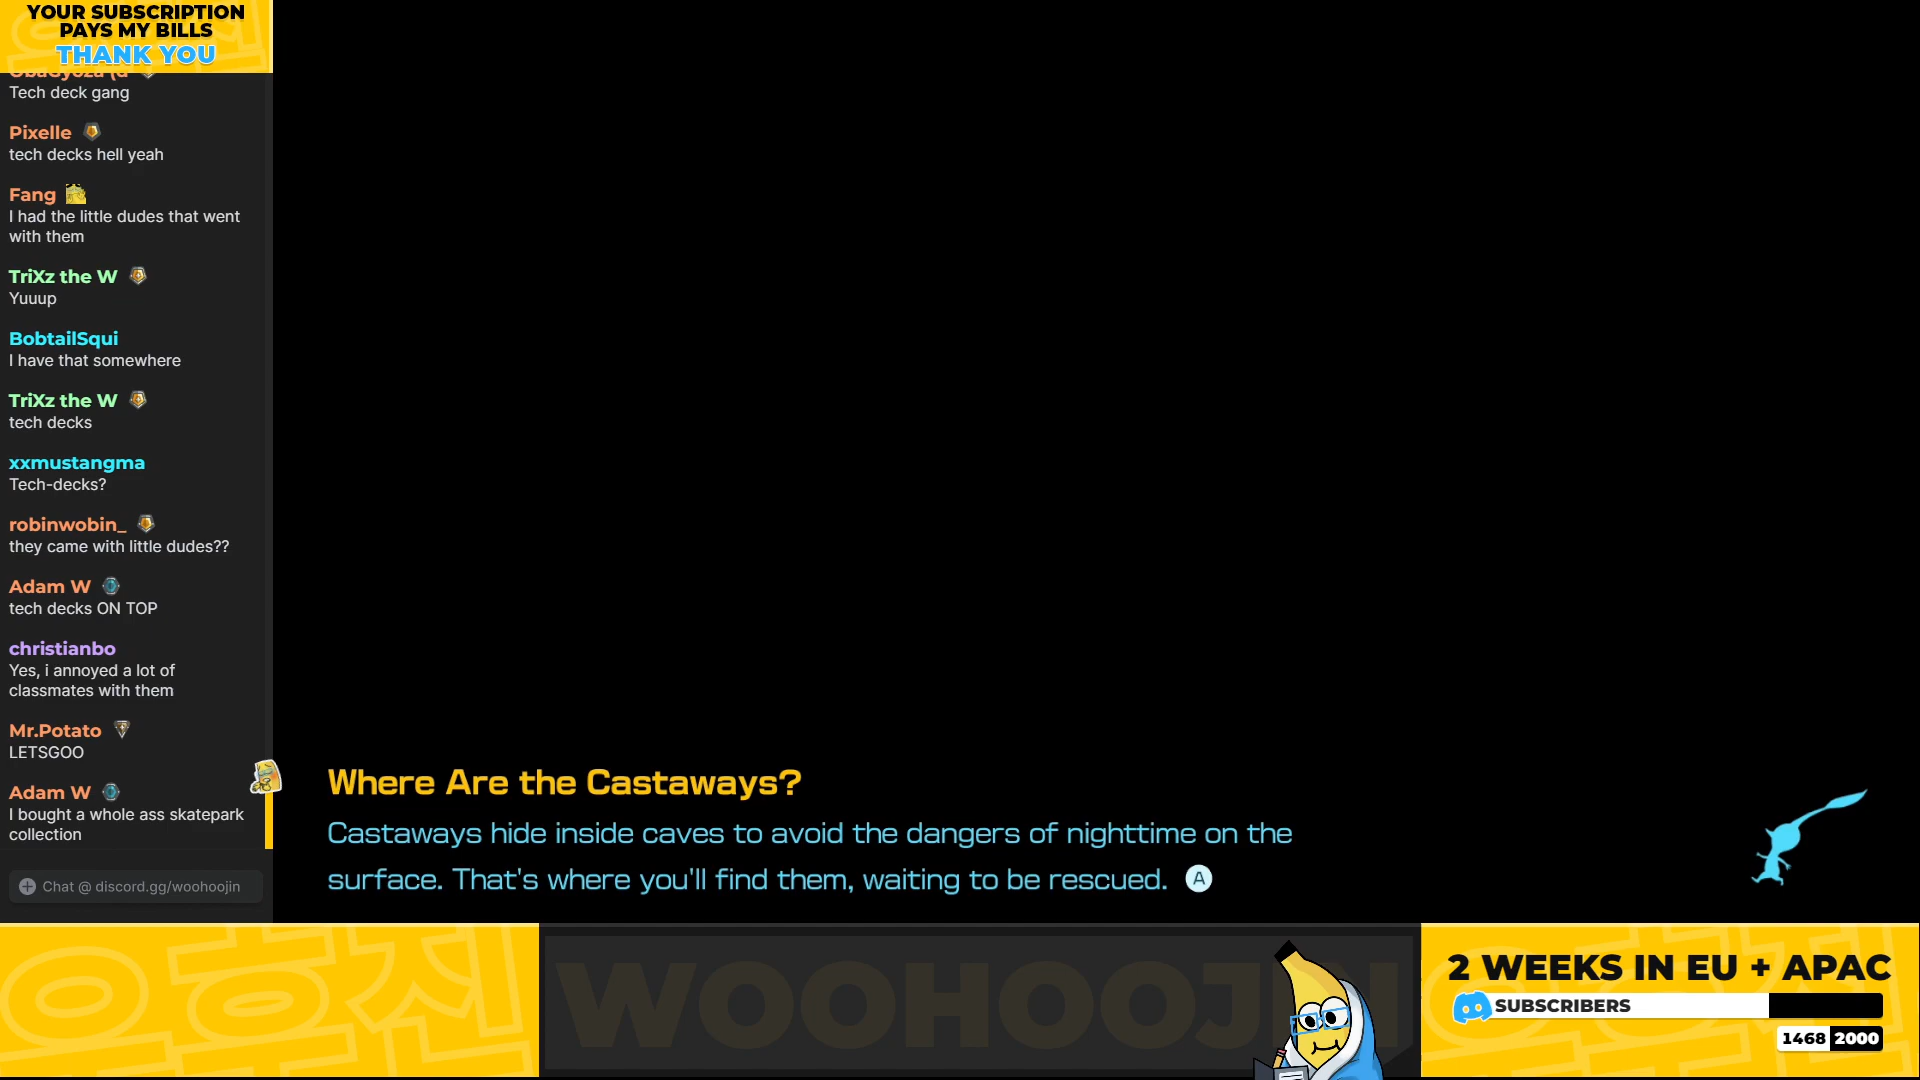 YOUR SUBSCRIPTION
PAYS MY BILLS
THANK YOU
Tech deck gang
Pixelle
tech decks hell yeah
Fang
I had the little dudes that went
with them
TriXz the W
Yuuup
BobtailSqui
I have that somewhere
TriXz the W
tech decks
xxmustangma
Tech-decks?
robinwobin_
they came with little dudes??
Adam W
tech decks ON TOP
christianbo
Yes, i annoyed a lot of
classmates with them
Mr.Potato
LETSGOO
Adam W
I bought a whole ass skatepark
collection
Chat @ discord.gg/woohoojin
Where Are the Castaways?
Castaways hide inside caves to avoid the dangers of nighttime on the
surface. That's where you'll find them, waiting to be rescued. A
우후진
WOOHOOJIN
2 WEEKS IN EU + APAC
SUBSCRIBERS
1468 2000